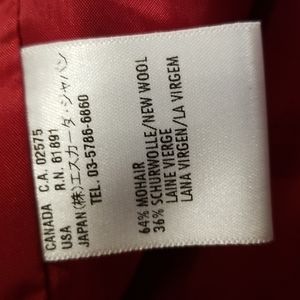 CANADA C.A. 02575
USA R.N. 61891
JAPAN(株)エスカーダ・ジャパン
TEL. 03-5786-6860
64% MOHAIR
36% SCHURWOLLE/NEW WOOL
LAINE VIERGE
LANA VIRGEN/LA VIRGEM